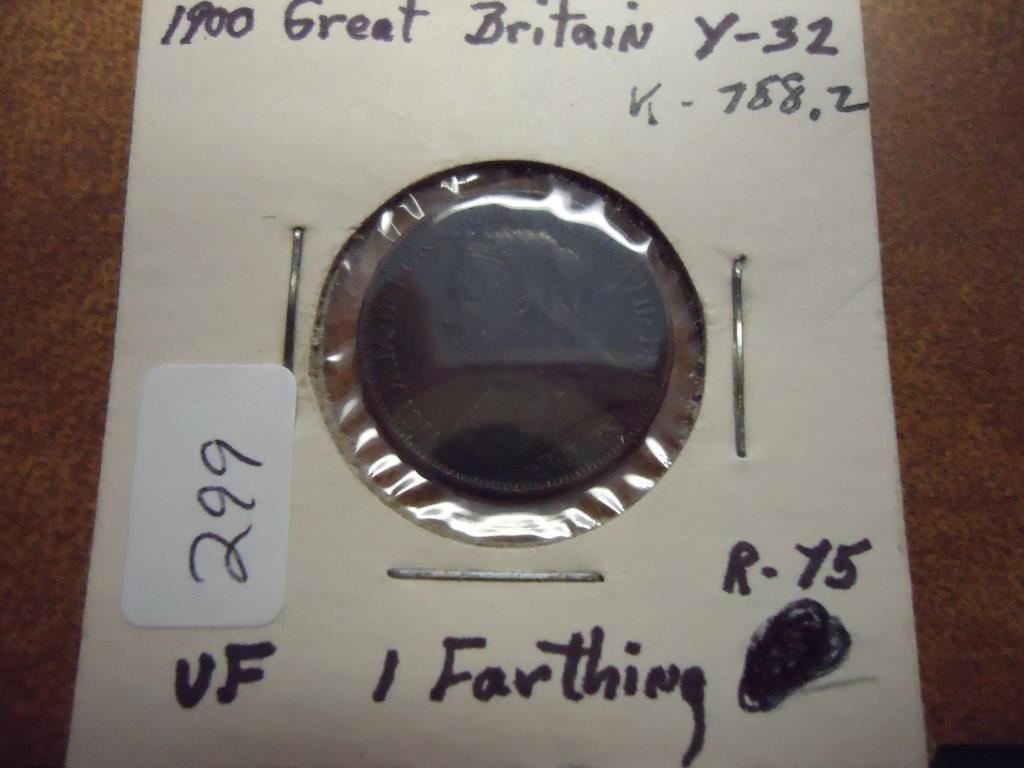 1900 Great Britain Y-32
K-788.2
299
R-75
VF 1 Farthing